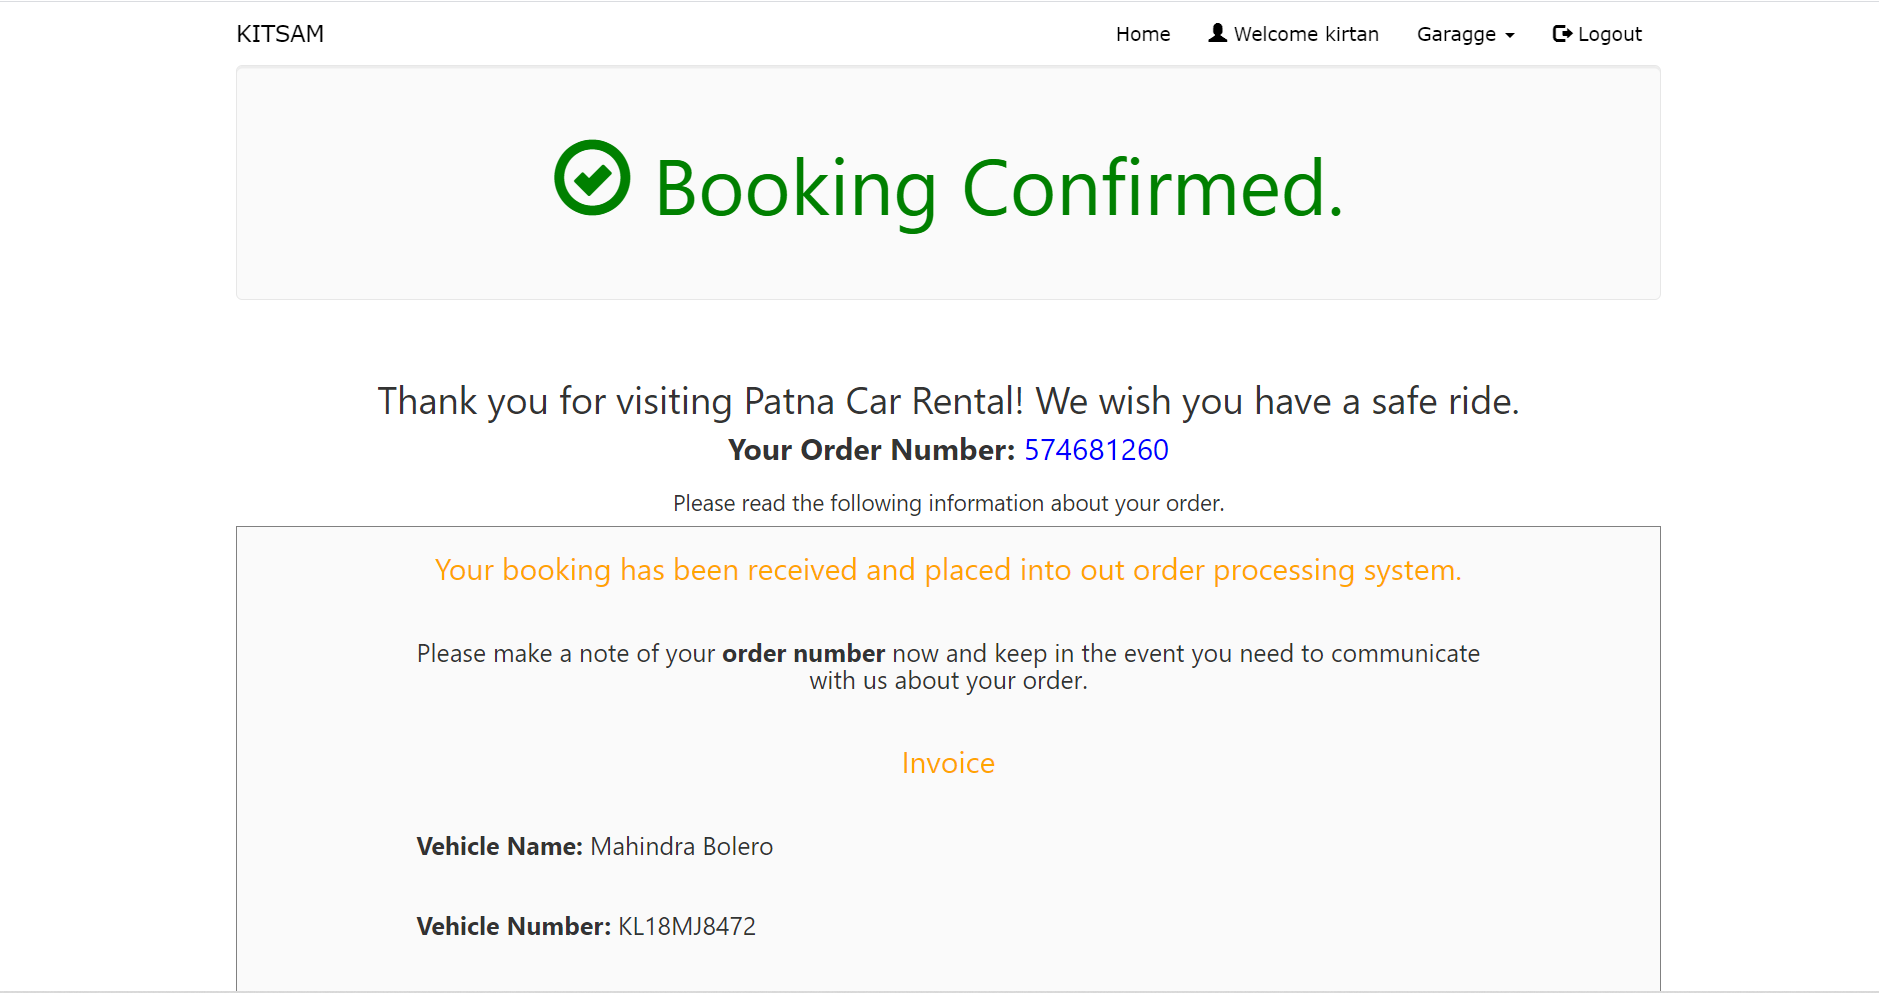 KITSAM
Home Welcome kirtan Garagge Logout
Booking Confirmed.
Thank you for visiting Patna Car Rental! We wish you have a safe ride.
Your Order Number: 574681260
Please read the following information about your order.
Your booking has been received and placed into out order processing system.
Please make a note of your order number now and keep in the event you need to communicate
with us about your order.
Invoice
Vehicle Name: Mahindra Bolero
Vehicle Number: KL18MJ8472